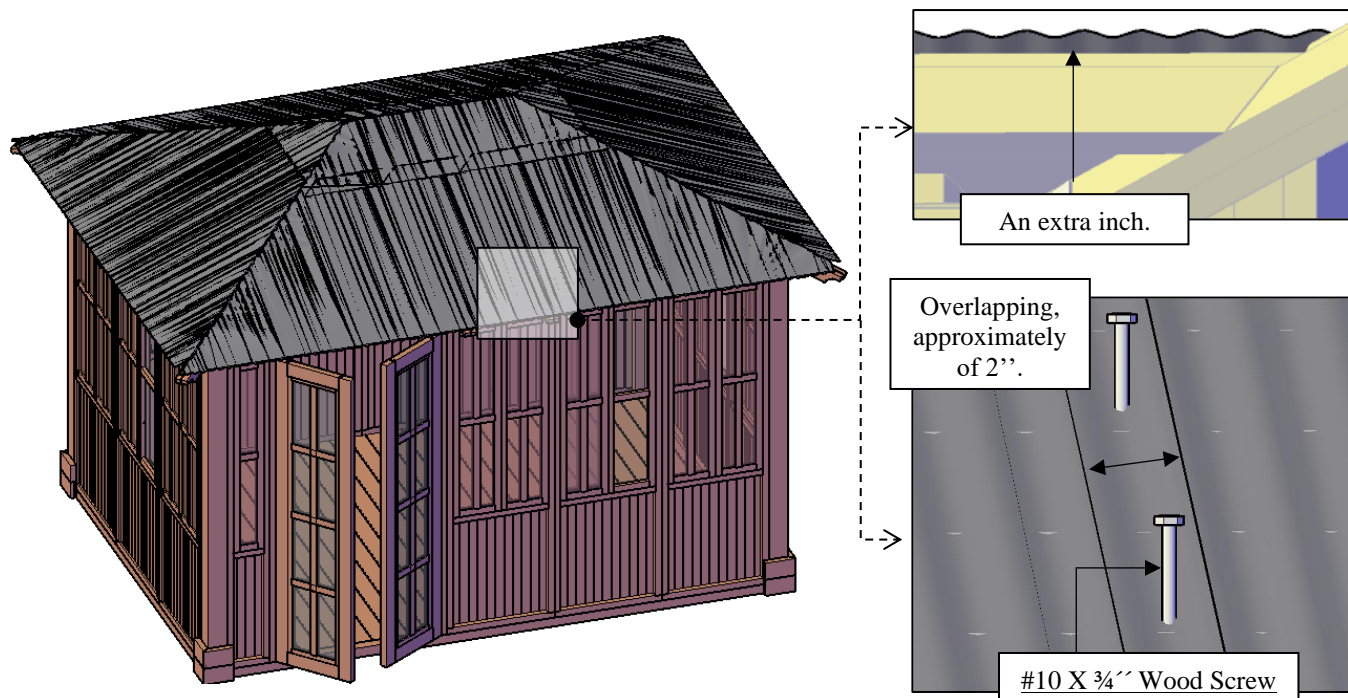 An extra inch.
Overlapping,
approximately
of 2’’.
#10 X ¾´´ Wood Screw